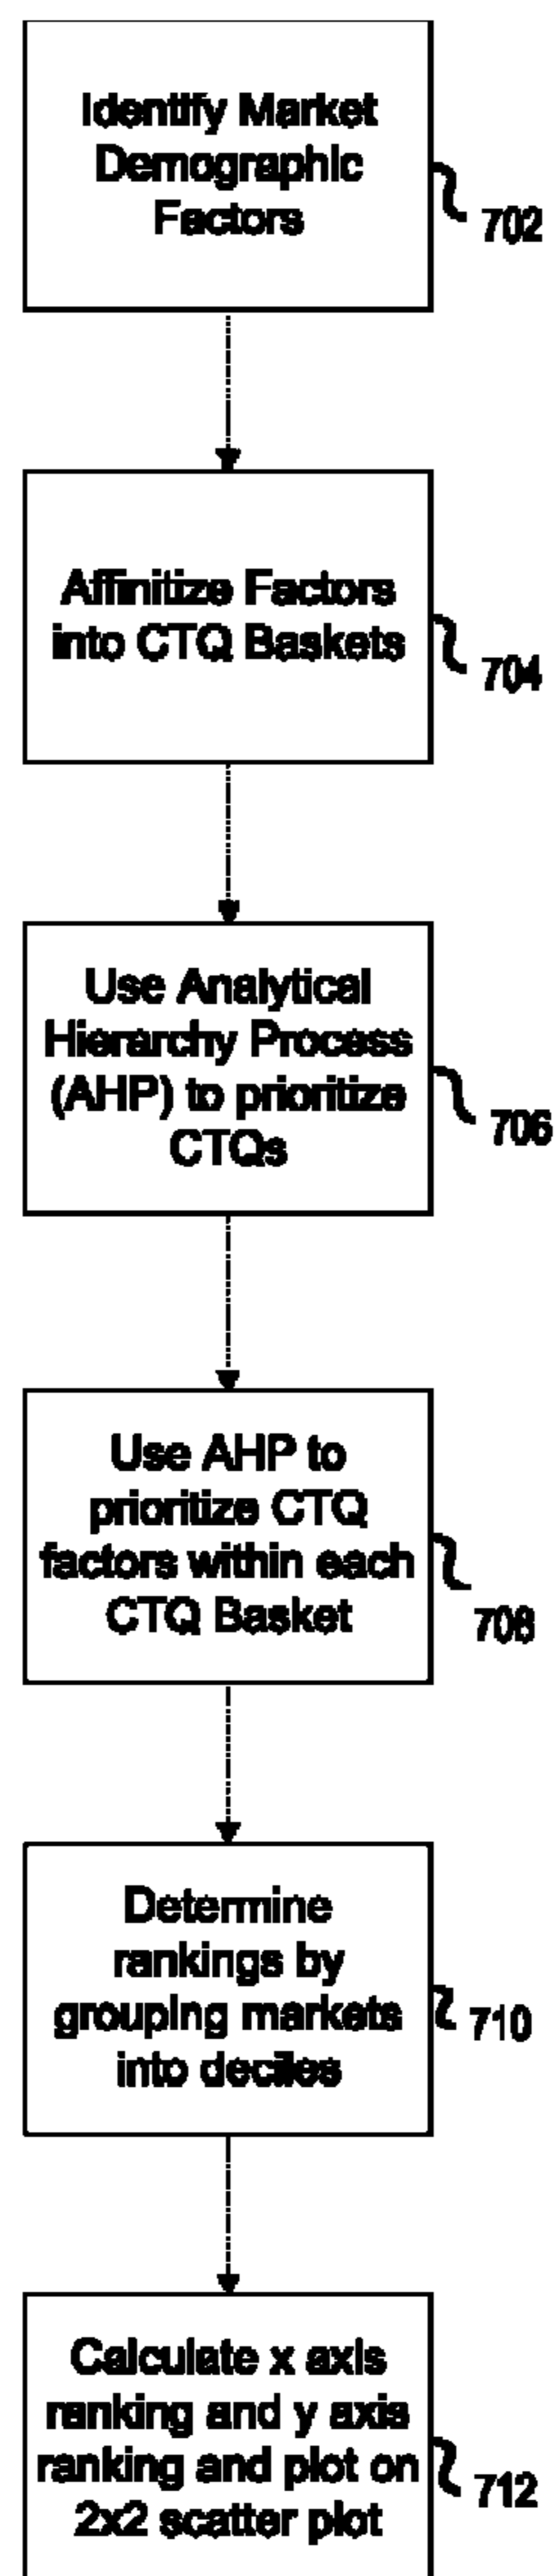 Identify Market
Demographic
Factors
702
Affinitize Factors
into CTQ Baskets
704
Use Analytical
Hierarchy Process
(AHP) to prioritize
CTQs
706
Use AHP to
prioritize CTQ
factors within each
CTQ Basket
708
Determine
rankings by
grouping markets
into deciles
710
Calculate x axis
ranking and y axis
ranking and plot on
2x2 scatter plot
712